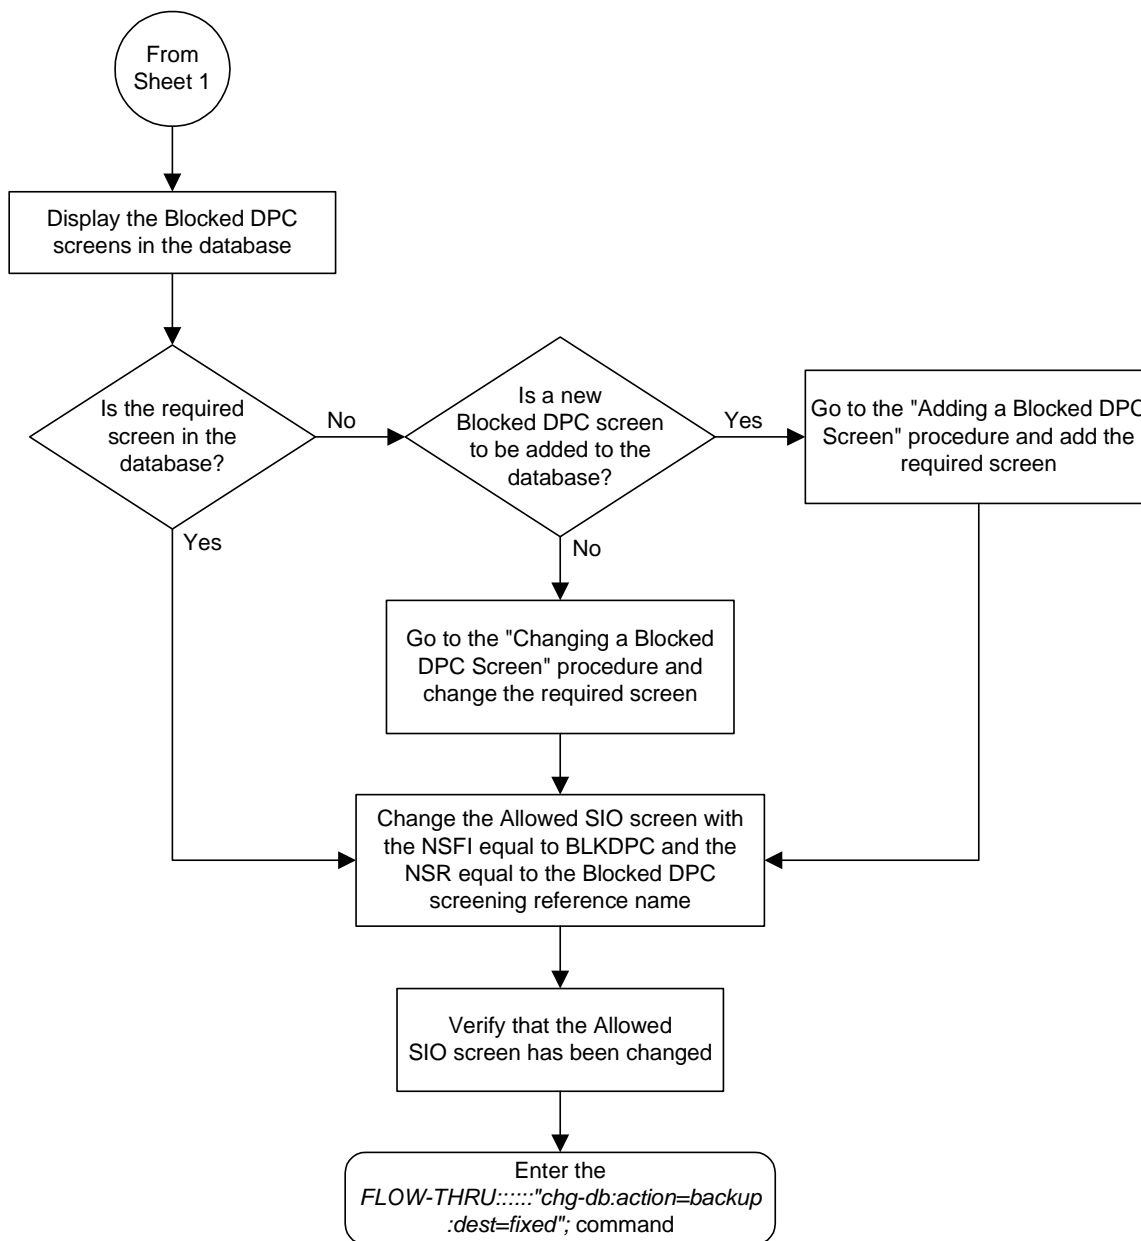 From
Sheet 1
Display the Blocked DPC
screens in the database
Is the required
screen in the
database?
No
Yes
Is a new
Blocked DPC screen
to be added to the
database?
Yes
No
Go to the "Adding a Blocked DPC
Screen" procedure and add the
required screen
Go to the "Changing a Blocked
DPC Screen" procedure and
change the required screen
Change the Allowed SIO screen with
the NSFI equal to BLKDPC and the
NSR equal to the Blocked DPC
screening reference name
Verify that the Allowed
SIO screen has been changed
Enter the
FLOW-THRU::::::"chg-db:action=backup
:dest=fixed"; command